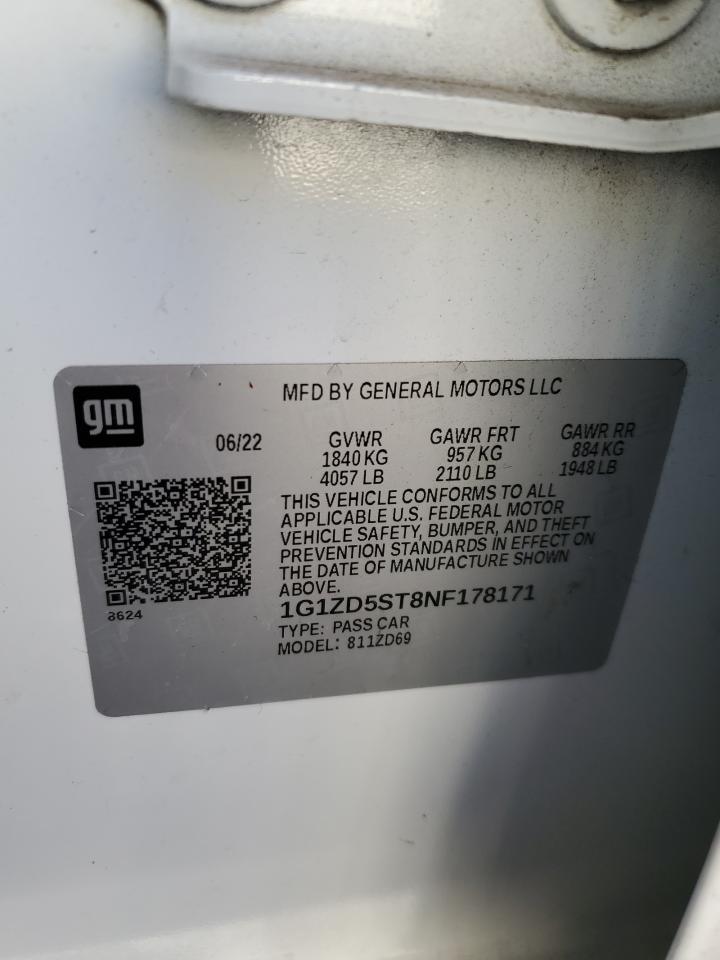 gm
MFD BY GENERAL MOTORS LLC
06/22
GVWR GAWR FRT GAWR RR
1840 KG 957 KG 884 KG
4057 LB 2110 LB 1948 LB
THIS VEHICLE CONFORMS TO ALL
APPLICABLE U.S. FEDERAL MOTOR
VEHICLE SAFETY, BUMPER, AND THEFT
PREVENTION STANDARDS IN EFFECT ON
THE DATE OF MANUFACTURE SHOWN
ABOVE.
1G1ZD5ST8NF178171
8624
TYPE: PASS CAR
MODEL: 811ZD69